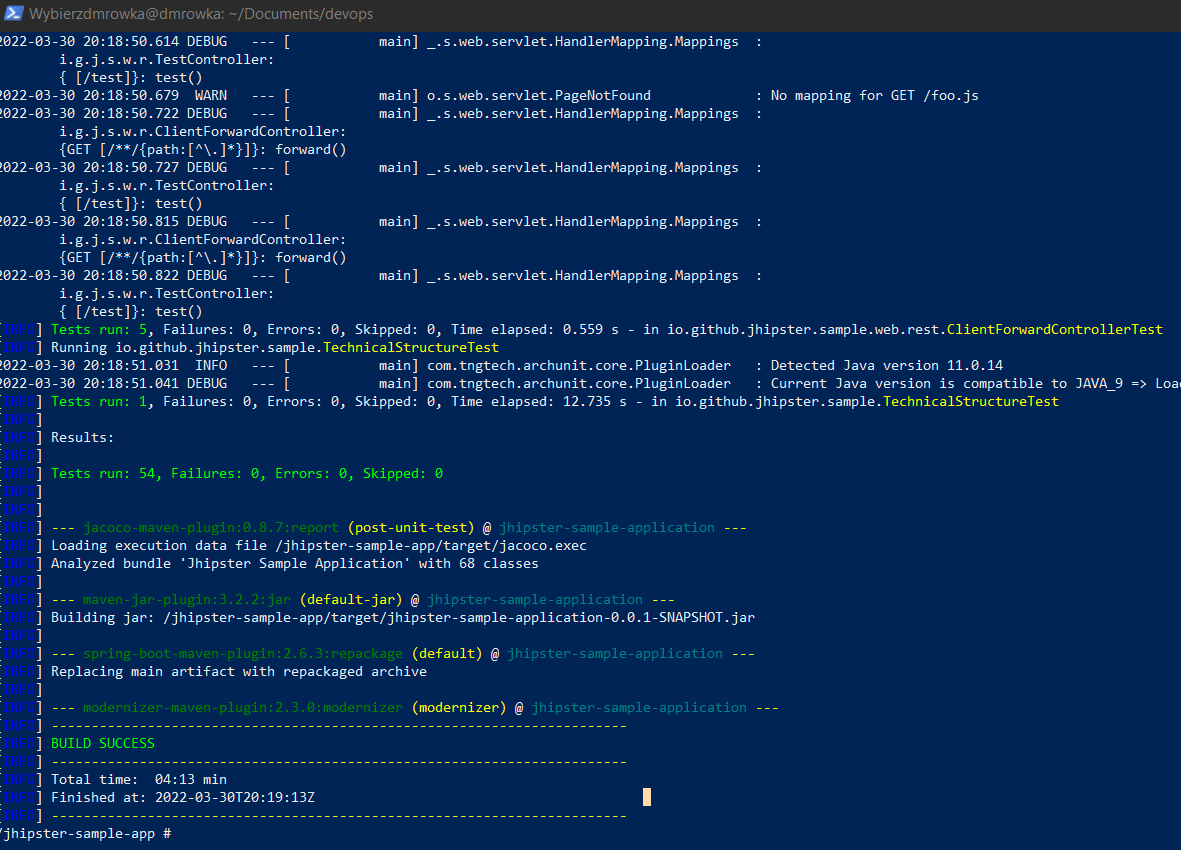 Wybierzdmrowka@dmrowka: ~/Documents/devops
2022-03-30 20:18:50.614 DEBUG   --- [           main] _.s.web.servlet.HandlerMapping.Mappings  :
i.g.j.s.w.r.TestController:
{ [/test]}: test()
2022-03-30 20:18:50.679  WARN   --- [           main] o.s.web.servlet.PageNotFound             : No mapping for GET /foo.js
2022-03-30 20:18:50.722 DEBUG   --- [           main] _.s.web.servlet.HandlerMapping.Mappings  :
i.g.j.s.w.r.ClientForwardController:
{GET [/**/{path:[^\.]*}]}: forward()
2022-03-30 20:18:50.727 DEBUG   --- [           main] _.s.web.servlet.HandlerMapping.Mappings  :
i.g.j.s.w.r.TestController:
{ [/test]}: test()
2022-03-30 20:18:50.815 DEBUG   --- [           main] _.s.web.servlet.HandlerMapping.Mappings  :
i.g.j.s.w.r.ClientForwardController:
{GET [/**/{path:[^\.]*}]}: forward()
2022-03-30 20:18:50.822 DEBUG   --- [           main] _.s.web.servlet.HandlerMapping.Mappings  :
i.g.j.s.w.r.TestController:
{ [/test]}: test()
[INFO] Tests run: 5, Failures: 0, Errors: 0, Skipped: 0, Time elapsed: 0.559 s - in io.github.jhipster.sample.web.rest.ClientForwardControllerTest
[INFO] Running io.github.jhipster.sample.TechnicalStructureTest
2022-03-30 20:18:51.031  INFO   --- [           main] com.tngtech.archunit.core.PluginLoader   : Detected Java version 11.0.14
2022-03-30 20:18:51.041 DEBUG   --- [           main] com.tngtech.archunit.core.PluginLoader   : Current Java version is compatible to JAVA_9 => Loa
[INFO] Tests run: 1, Failures: 0, Errors: 0, Skipped: 0, Time elapsed: 12.735 s - in io.github.jhipster.sample.TechnicalStructureTest
[INFO]
[INFO] Results:
[INFO]
[INFO] Tests run: 54, Failures: 0, Errors: 0, Skipped: 0
[INFO]
[INFO]
[INFO] --- jacoco-maven-plugin:0.8.7:report (post-unit-test) @ jhipster-sample-application ---
[INFO] Loading execution data file /jhipster-sample-app/target/jacoco.exec
[INFO] Analyzed bundle 'Jhipster Sample Application' with 68 classes
[INFO]
[INFO] --- maven-jar-plugin:3.2.2:jar (default-jar) @ jhipster-sample-application ---
[INFO] Building jar: /jhipster-sample-app/target/jhipster-sample-application-0.0.1-SNAPSHOT.jar
[INFO]
[INFO] --- spring-boot-maven-plugin:2.6.3:repackage (default) @ jhipster-sample-application ---
[INFO] Replacing main artifact with repackaged archive
[INFO]
[INFO] --- modernizer-maven-plugin:2.3.0:modernizer (modernizer) @ jhipster-sample-application ---
[INFO] ------------------------------------------------------------------------
[INFO] BUILD SUCCESS
[INFO] ------------------------------------------------------------------------
[INFO] Total time:  04:13 min
[INFO] Finished at: 2022-03-30T20:19:13Z
[INFO] ------------------------------------------------------------------------
/jhipster-sample-app #